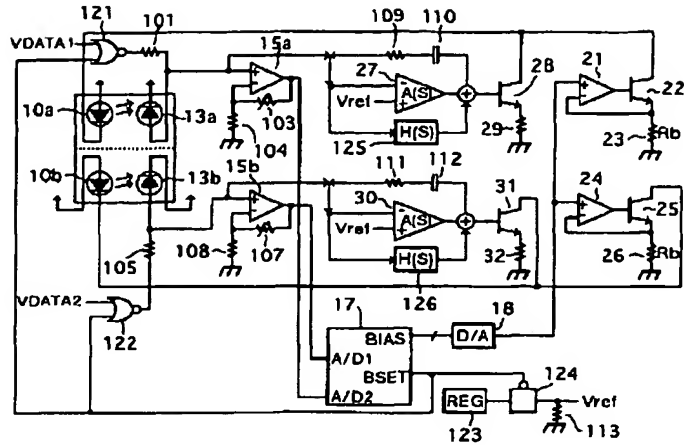 121 101 15a 109 110 28 21
VDATA1
27 A(S) 22
Vref
10a 13a 103 29 23 Rb
104 125 H(S)
10b 13b 15b 111 112
30 A(S) 31 24 25
Vref
105 108 107 32 26 Rb
H(S)
VDATA2 126
17 18
122 BIAS D/A
A/D1 124
BSET
A/D2 REG Vref
123 113